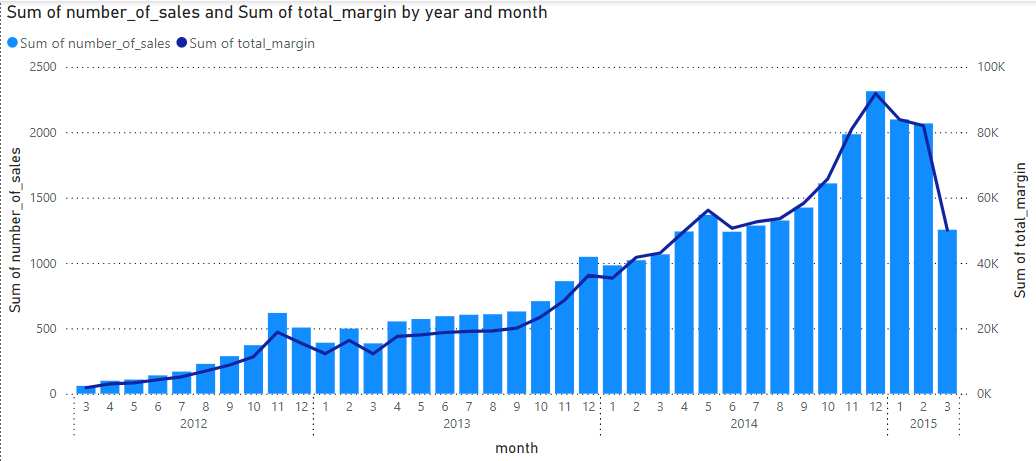 Sum of number_of_sales and Sum of total_margin by year and month
Sum of number_of_sales Sum of total_margin
2500 100K
2000 80K
1500 60K
1000 40K
500 20K
0 0K
Sum of number_of_sales
Sum of total_margin
3 4 5 6 7 8 9 10 11 12 1 2 3 4 5 6 7 8 9 10 11 12 1 2 3 4 5 6 7 8 9 10 11 12 1 2 3
2012 2013 2014 2015
month